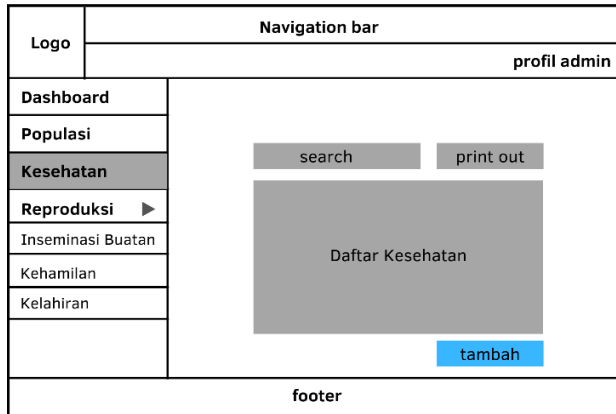 Logo
Navigation bar
profil admin
Dashboard
Populasi
Kesehatan
Reproduksi
Inseminasi Buatan
Kehamilan
Kelahiran
search
print out
Daftar Kesehatan
tambah
footer